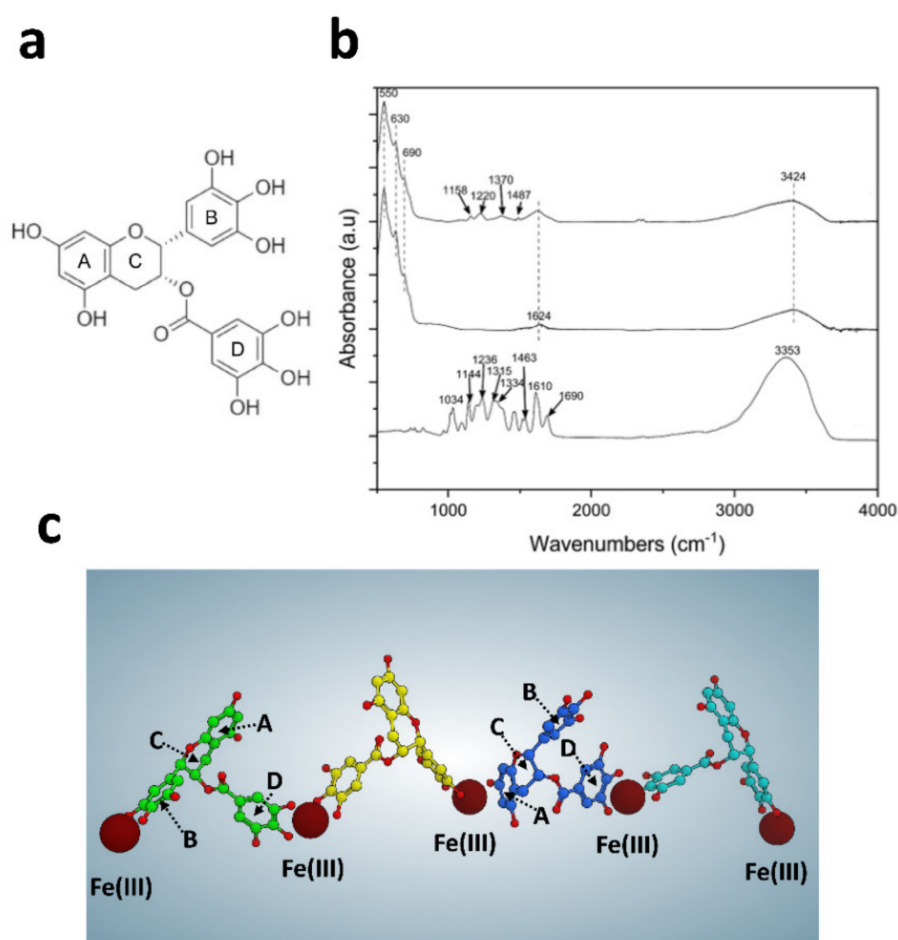 a
OH
OH
B
OH
HO
O
A
C
O
OH
O
OH
D
OH
OH
b
550
630
690
1158
1220
1370
1487
3424
1624
1034
1144
1236
1315
1334
1463
1610
1690
3353
Absorbance (a.u)
1000 2000 3000 4000
Wavenumbers (cm⁻¹)
c
C A
D
B
B
C
D
A
Fe(III) Fe(III) Fe(III) Fe(III) Fe(III)